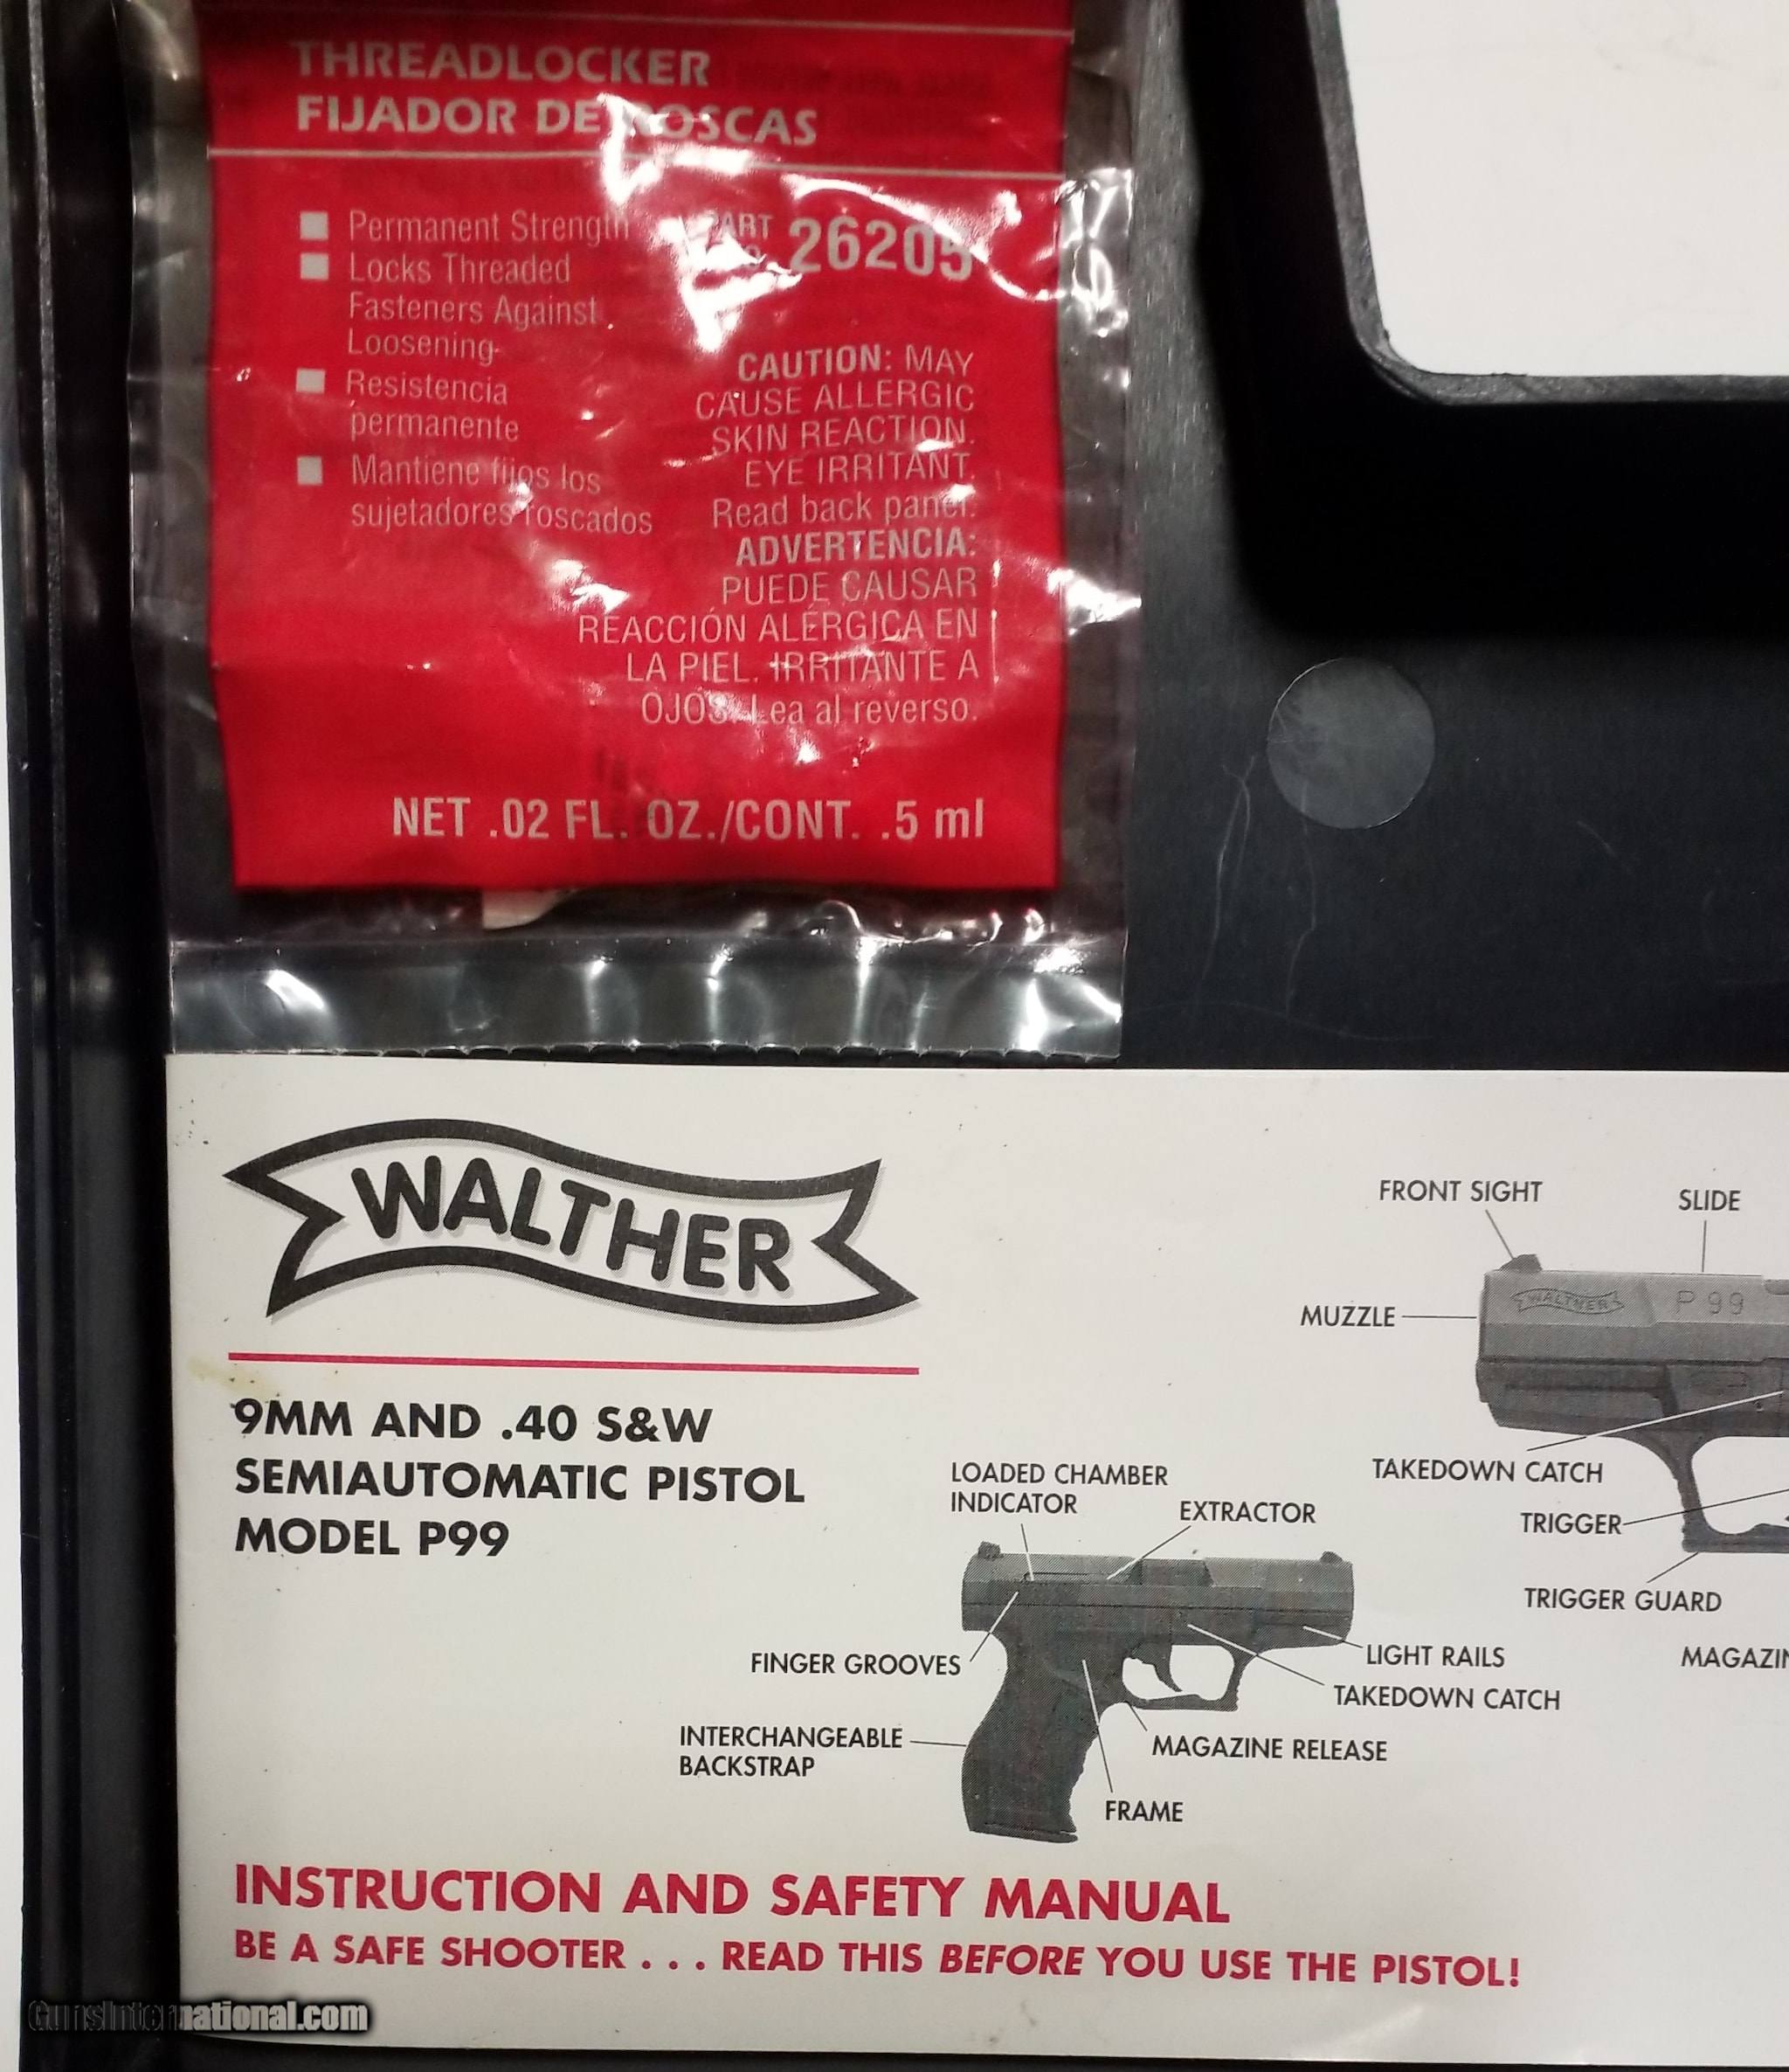 THREADLOCKER
FIJADOR DE ROSCAS
Permanent Strength
Locks Threaded
Fasteners Against
Loosening
Resistencia
permanente
Mantiene fijos los
sujetadores roscados
PART
26205
CAUTION: MAY
CAUSE ALLERGIC
SKIN REACTION.
EYE IRRITANT.
Read back panel.
ADVERTENCIA:
PUEDE CAUSAR
REACCIÓN ALÉRGICA EN
LA PIEL. IRRITANTE A
OJOS. Lea al reverso.
NET .02 FL. OZ./CONT. .5 ml
WALTHER
9MM AND .40 S&W
SEMIAUTOMATIC PISTOL
MODEL P99
FRONT SIGHT
SLIDE
MUZZLE
WALTHER P99
TAKEDOWN CATCH
TRIGGER
TRIGGER GUARD
MAGAZIN
LOADED CHAMBER
INDICATOR
EXTRACTOR
FINGER GROOVES
LIGHT RAILS
TAKEDOWN CATCH
INTERCHANGEABLE
BACKSTRAP
MAGAZINE RELEASE
FRAME
INSTRUCTION AND SAFETY MANUAL
BE A SAFE SHOOTER . . . READ THIS BEFORE YOU USE THE PISTOL!
GunsInternational.com